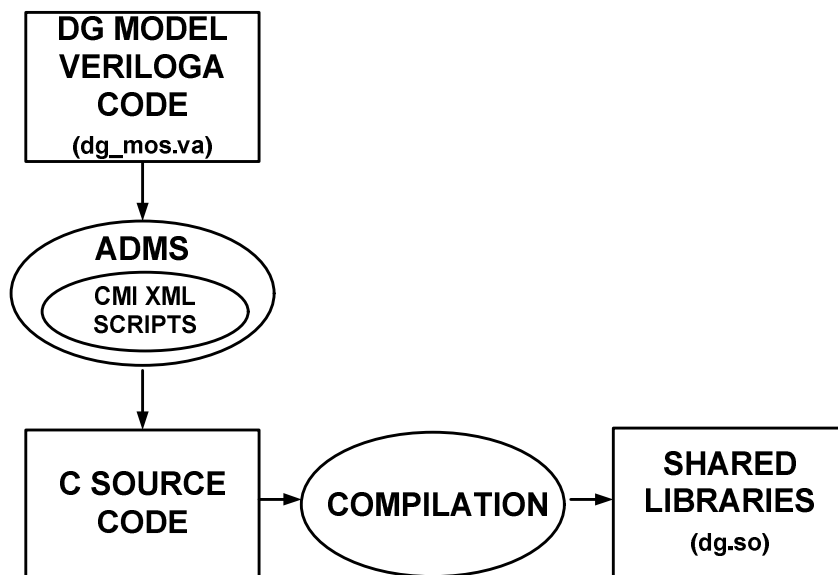 DG MODEL
VERILOGA
CODE
(dg_mos.va)
ADMS
CMI XML
SCRIPTS
C SOURCE
CODE
COMPILATION
SHARED
LIBRARIES
(dg.so)